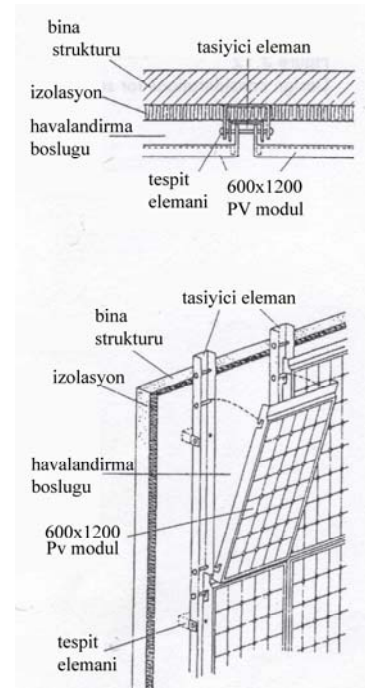 bina
strukturu
tasiyici eleman
izolasyon
havalandirma
boslugu
tespit
elemani
600x1200
PV modul
tasiyici eleman
bina
strukturu
izolasyon
havalandirma
boslugu
600x1200
Pv modul
tespit
elemani